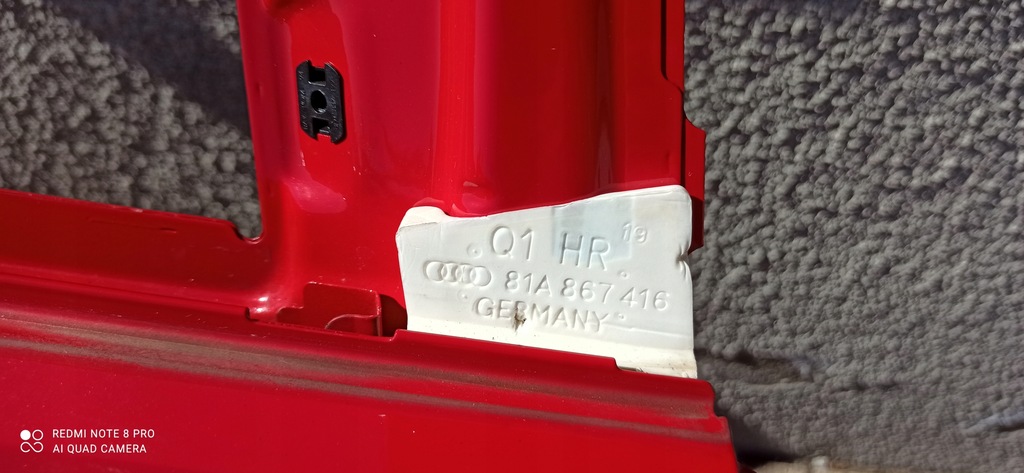 Q1 HR 19
81A 867 416
GERMANY
REDMI NOTE 8 PRO
AI QUAD CAMERA